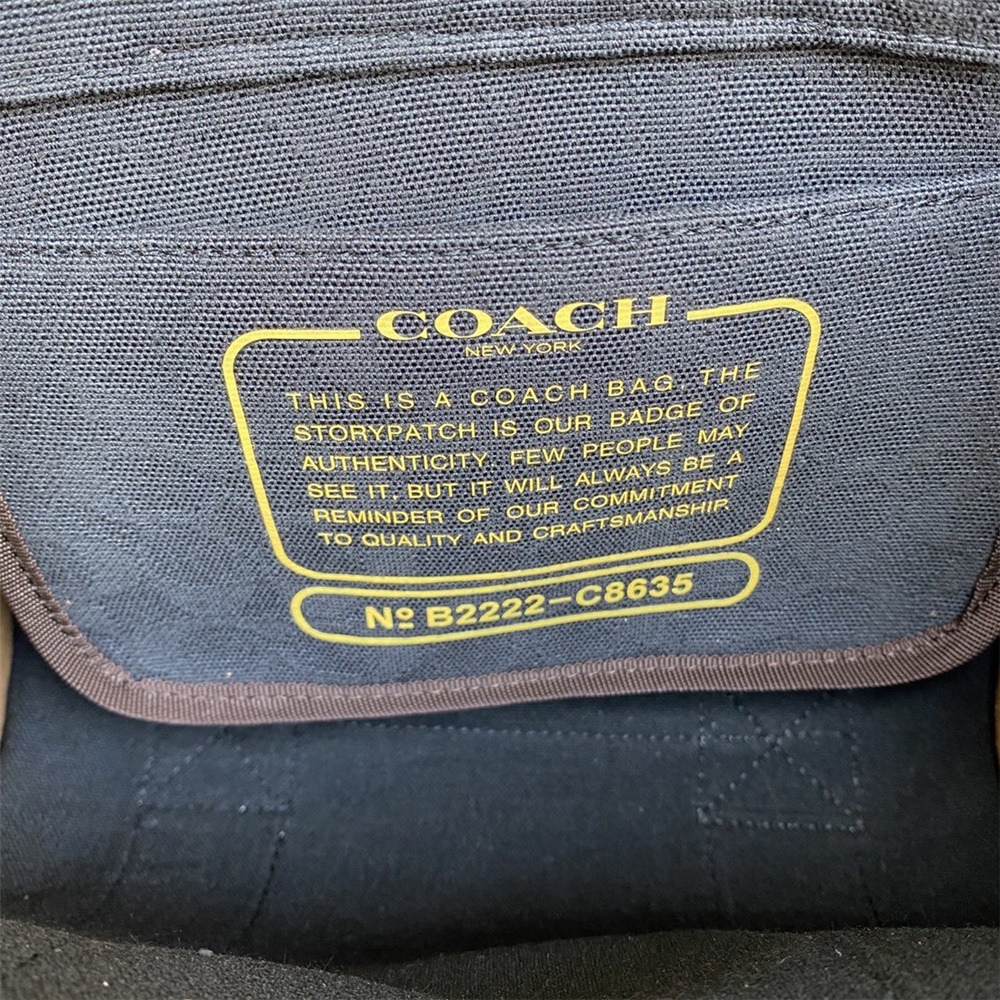 COACH
NEW YORK
THIS IS A COACH BAG. THE
STORYPATCH IS OUR BADGE OF
AUTHENTICITY. FEW PEOPLE MAY
SEE IT, BUT IT WILL ALWAYS BE A
REMINDER OF OUR COMMITMENT
TO QUALITY AND CRAFTSMANSHIP.
Nº B2222-C8635